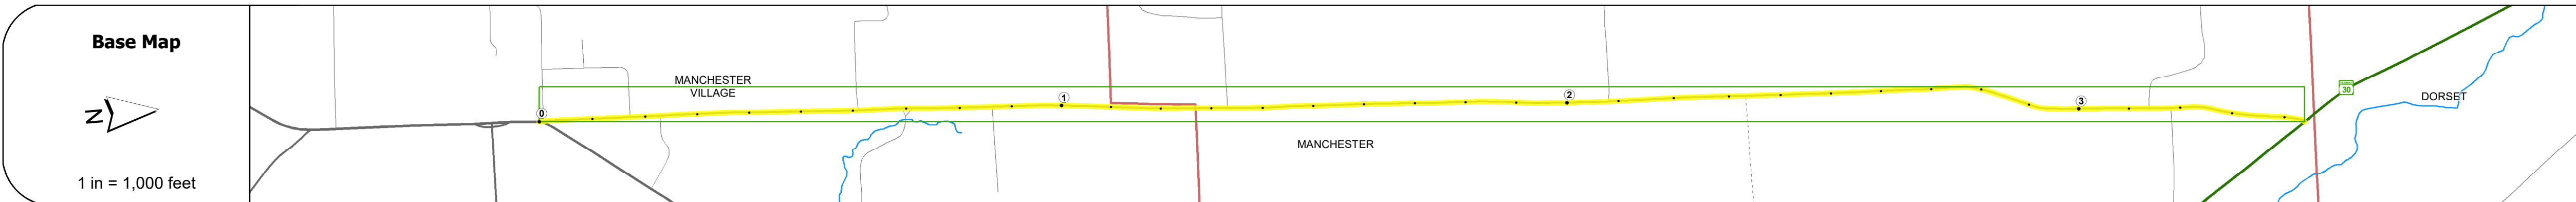 Base Map
N
1 in = 1,000 feet
MANCHESTER
VILLAGE
0
1
2
3
MANCHESTER
30
DORSET